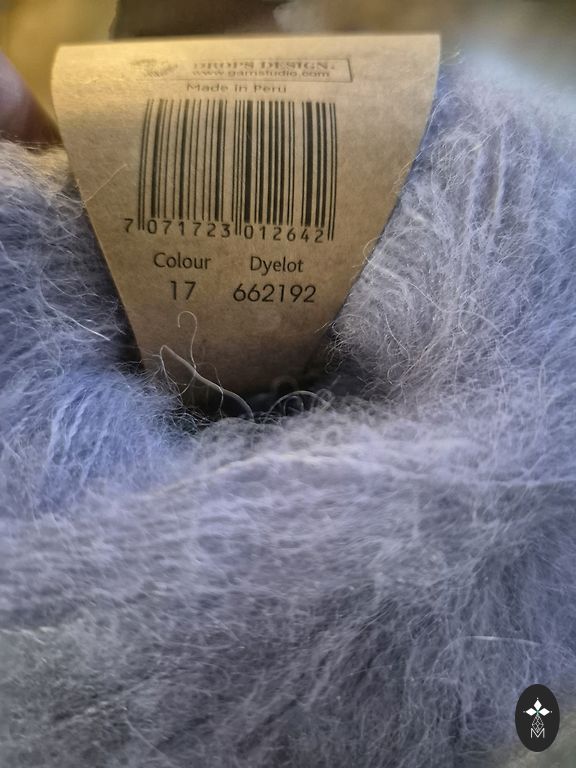 DROPS DESIGN
www.garnstudio.com
Made in Peru
7 071723 012642
Colour Dyelot
17 662192
M